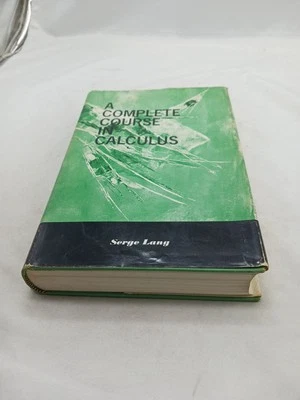 A
COMPLETE
COURSE
IN
CALCULUS
Serge Lang